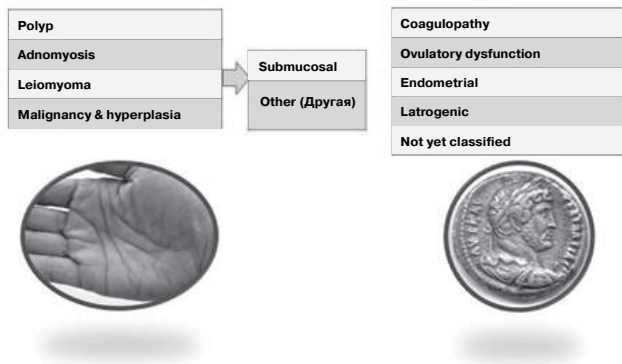 Polyp
Adnomyosis
Leiomyoma
Malignancy & hyperplasia
Submucosal
Other (Другая)
Coagulopathy
Ovulatory dysfunction
Endometrial
Latrogenic
Not yet classified